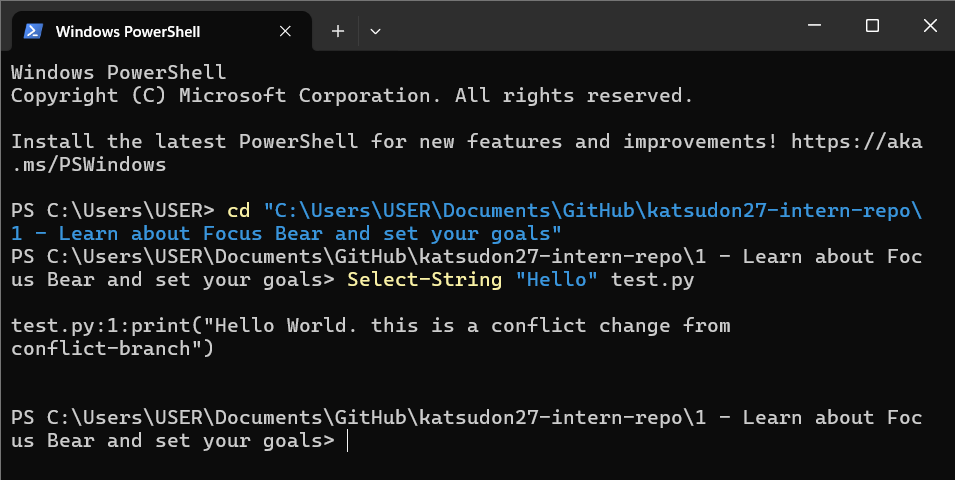 Windows PowerShell
Windows PowerShell
Copyright (C) Microsoft Corporation. All rights reserved.
Install the latest PowerShell for new features and improvements! https://aka
.ms/PSWindows
PS C:\Users\USER> cd "C:\Users\USER\Documents\GitHub\katsudon27-intern-repo\
1 - Learn about Focus Bear and set your goals"
PS C:\Users\USER\Documents\GitHub\katsudon27-intern-repo\1 - Learn about Foc
us Bear and set your goals> Select-String "Hello" test.py
test.py:1:print("Hello World. this is a conflict change from
conflict-branch")
PS C:\Users\USER\Documents\GitHub\katsudon27-intern-repo\1 - Learn about Foc
us Bear and set your goals>